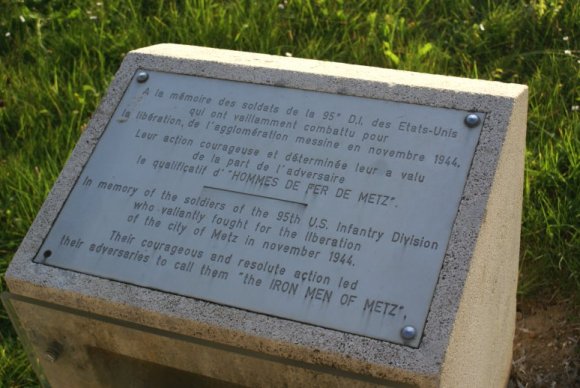 A la mémoire des soldats de la 95° D.I. des Etats-Unis
qui ont vaillamment combattu pour
la libération, de l'agglomération messine en novembre 1944.
Leur action courageuse et déterminée leur a valu
de la part de l'adversaire
le qualificatif d'"HOMMES DE FER DE METZ".
In memory of the soldiers of the 95th U.S. Infantry Division
who valiantly fought for the liberation
of the city of Metz in november 1944.
Their courageous and resolute action led
their adversaries to call them "the IRON MEN OF METZ".